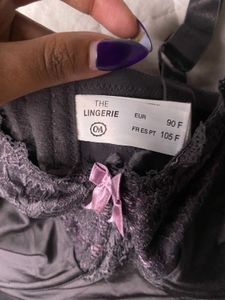 THE
LINGERIE
C&A
EUR 90 F
FR ES PT 105 F